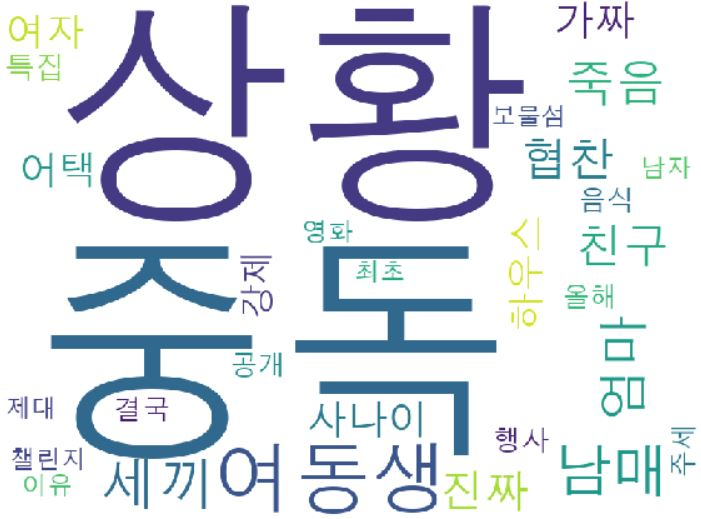 여자
상황
가짜
특집
죽음
보물섬
어택
협찬
남자
음식
영화
친구
하우스
강제
최초
올해
중독
엄마
공개
제대
결국
사나이
챌린지
이유
세끼
여동생
진짜
행사
남매
주세